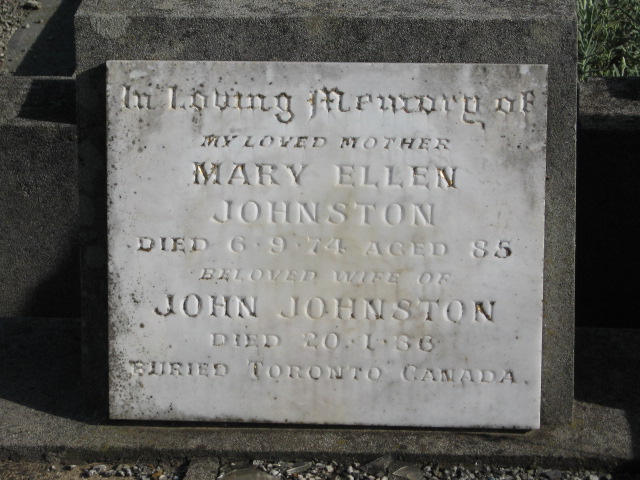 In Loving Memory of
MY LOVED MOTHER
MARY ELLEN
JOHNSTON
DIED 6·9·74 AGED 85
BELOVED WIFE OF
JOHN JOHNSTON
DIED 20·1·36
BURIED TORONTO CANADA